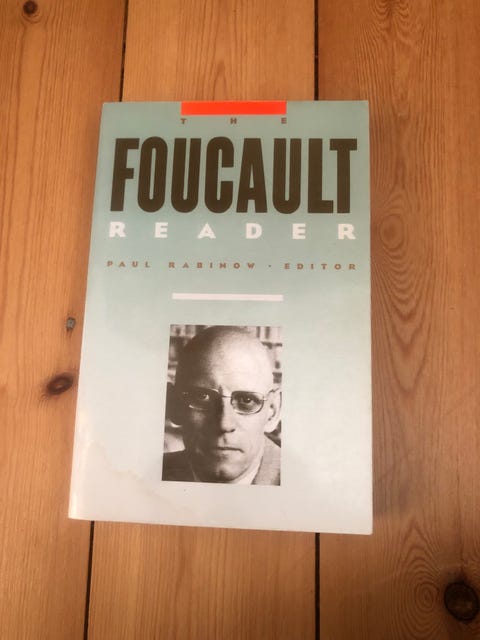 THE
FOUCAULT
READER
PAUL RABINOW · EDITOR